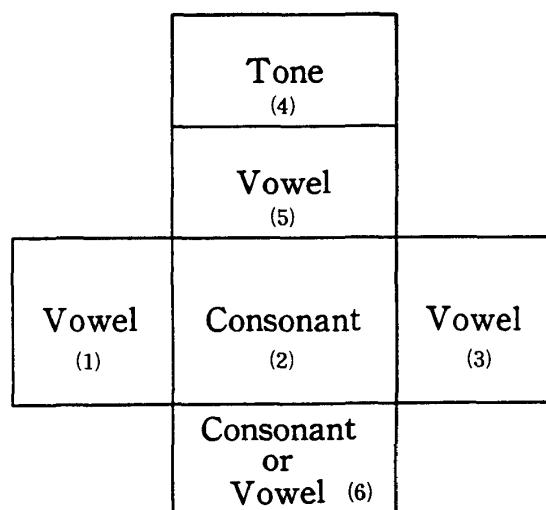 Tone
(4)
Vowel
(5)
Vowel Consonant Vowel
(1) (2) (3)
Consonant
or
Vowel (6)